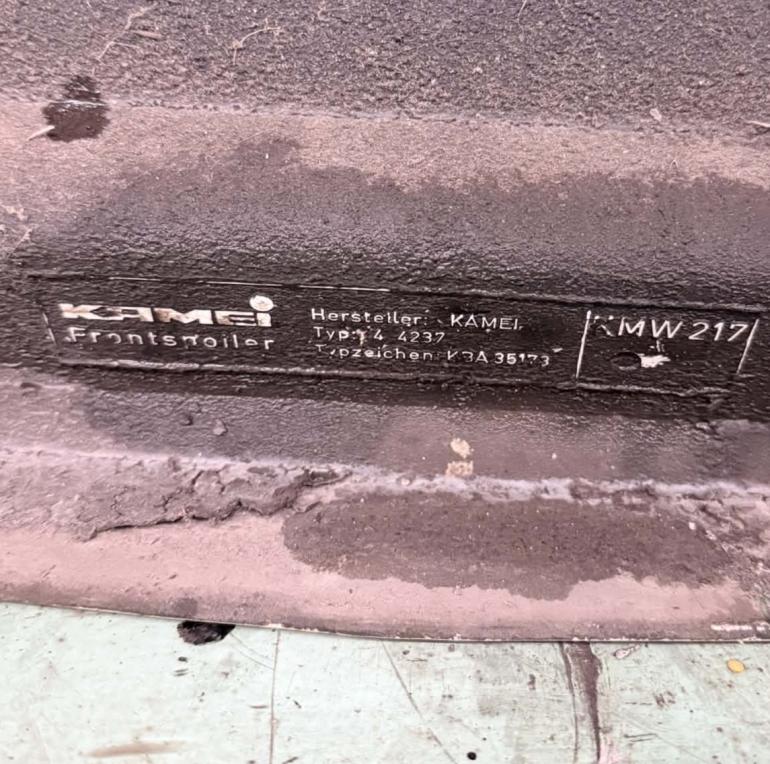 KAMEI
Frontspoiler
Hersteller: KAMEI
Typ: 4 4237
Typzeichen: KBA 35173
KMW 217